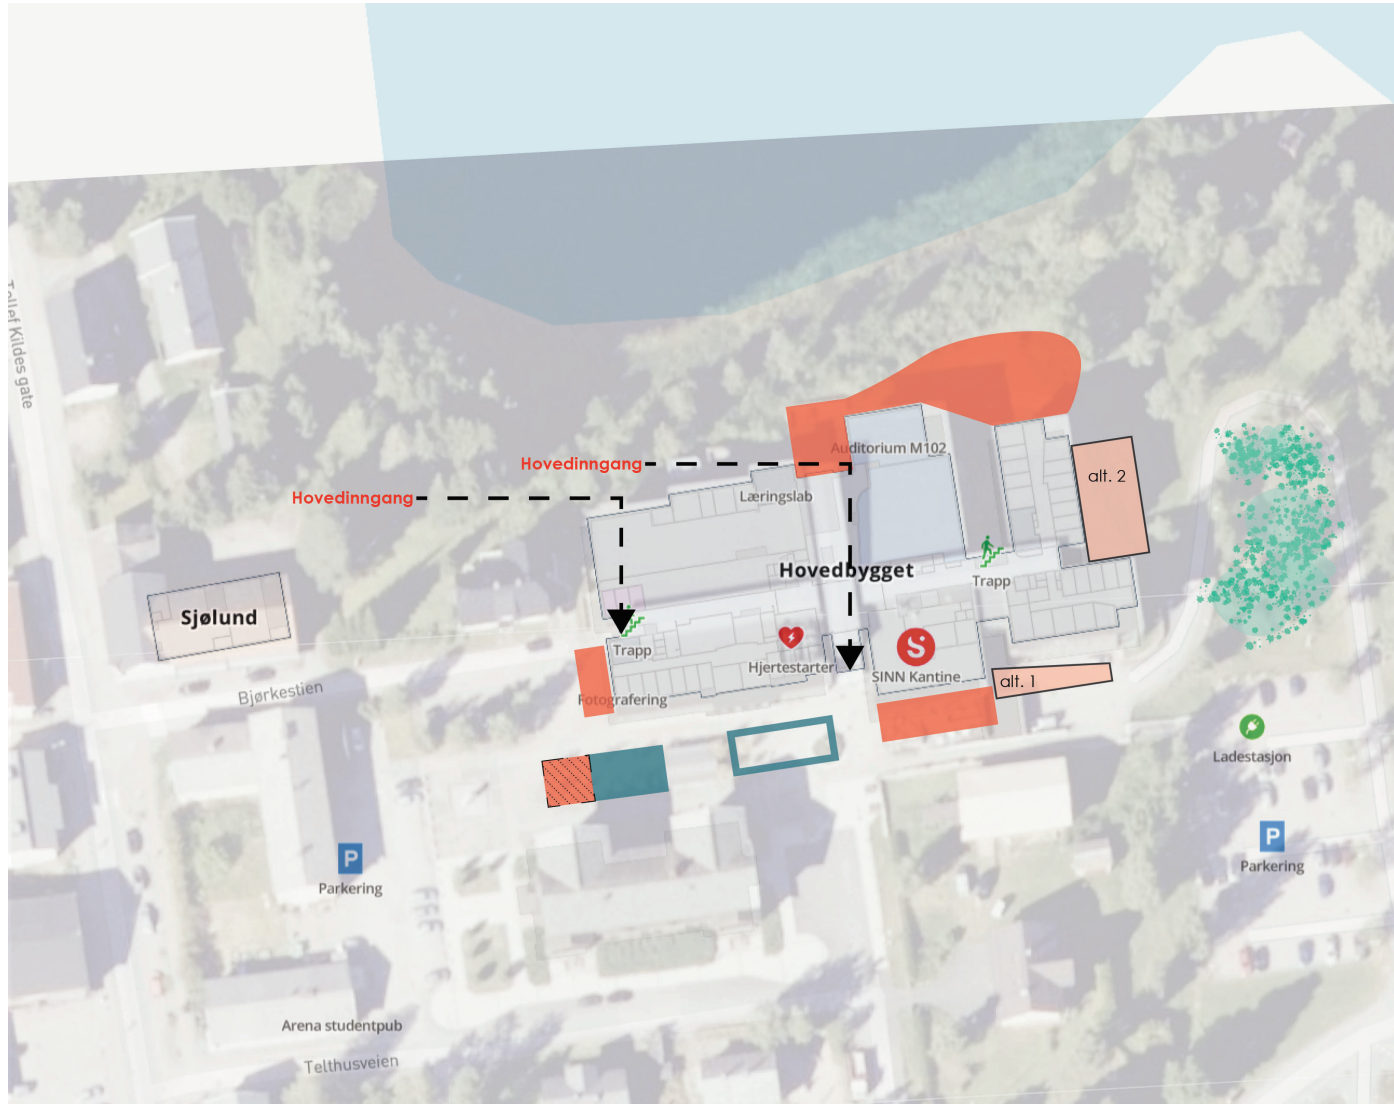 Tollef Kildes gate
Auditorium M102
Hovedinngang
alt. 2
Hovedinngang
Læringslab
Hovedbygget
Trapp
Sjølund
Trapp
Hjertestarter
S
SINN Kantine
alt. 1
Bjørkestien
Fotografering
Ladestasjon
P
Parkering
P
Parkering
Arena studentpub
Telthusveien